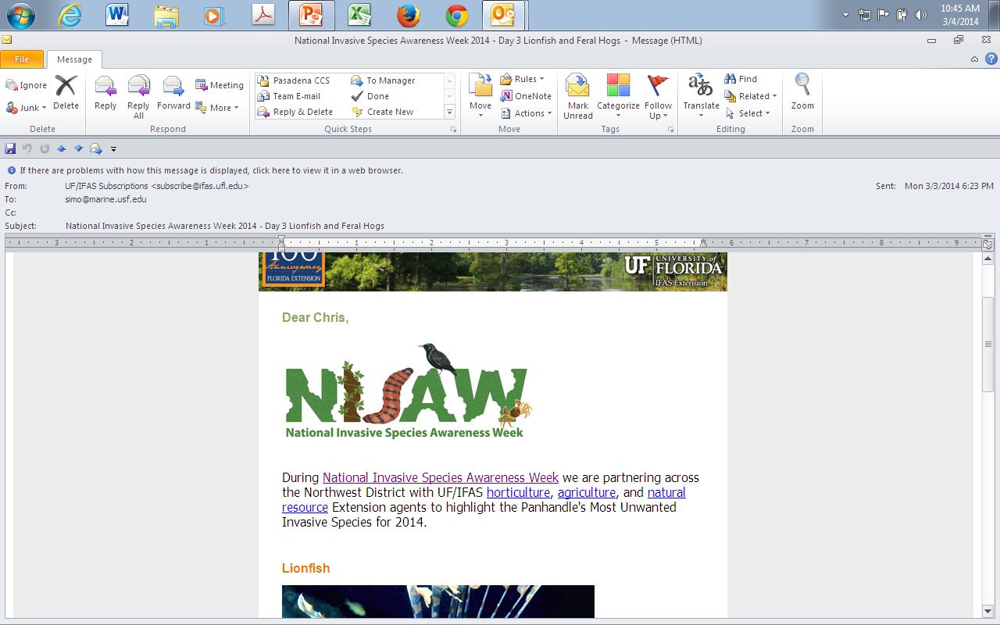 10:45 AM
3/4/2014
National Invasive Species Awareness Week 2014 - Day 3 Lionfish and Feral Hogs - Message (HTML)
File Message
Ignore
Junk
Delete
Delete
Reply
Reply All
Forward
Meeting
More
Respond
Pasadena CCS
Team E-mail
Reply & Delete
To Manager
Done
Create New
Quick Steps
Move
Rules
OneNote
Actions
Move
Mark Unread
Categorize
Follow Up
Tags
Translate
Find
Related
Select
Editing
Zoom
Zoom
If there are problems with how this message is displayed, click here to view it in a web browser.
From: UF/IFAS Subscriptions <subscribe@ifas.ufl.edu>
Sent: Mon 3/3/2014 6:23 PM
To: simo@marine.usf.edu
Cc:
Subject: National Invasive Species Awareness Week 2014 - Day 3 Lionfish and Feral Hogs
3 2 1 1 2 3 4 5 6 7 8 9
100
Anniversary
FLORIDA EXTENSION
UF UNIVERSITY of
FLORIDA
IFAS Extension
Dear Chris,
NISAW
National Invasive Species Awareness Week
During National Invasive Species Awareness Week we are partnering across
the Northwest District with UF/IFAS horticulture, agriculture, and natural
resource Extension agents to highlight the Panhandle's Most Unwanted
Invasive Species for 2014.
Lionfish